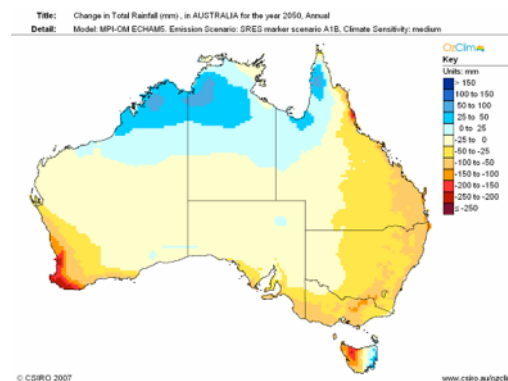 Title: Change in Total Rainfall (mm) , in AUSTRALIA for the year 2050, Annual
Detail: Model: MPI-OM ECHAM5. Emission Scenario: SRES marker scenario A1B, Climate Sensitivity: medium
OzClim
Key
Units: mm
> 150
100 to 150
50 to 100
25 to 50
0 to 25
-25 to 0
-50 to -25
-100 to -50
-150 to -100
-200 to -150
-250 to -200
≤ -250
© CSIRO 2007
www.csiro.au/ozcli